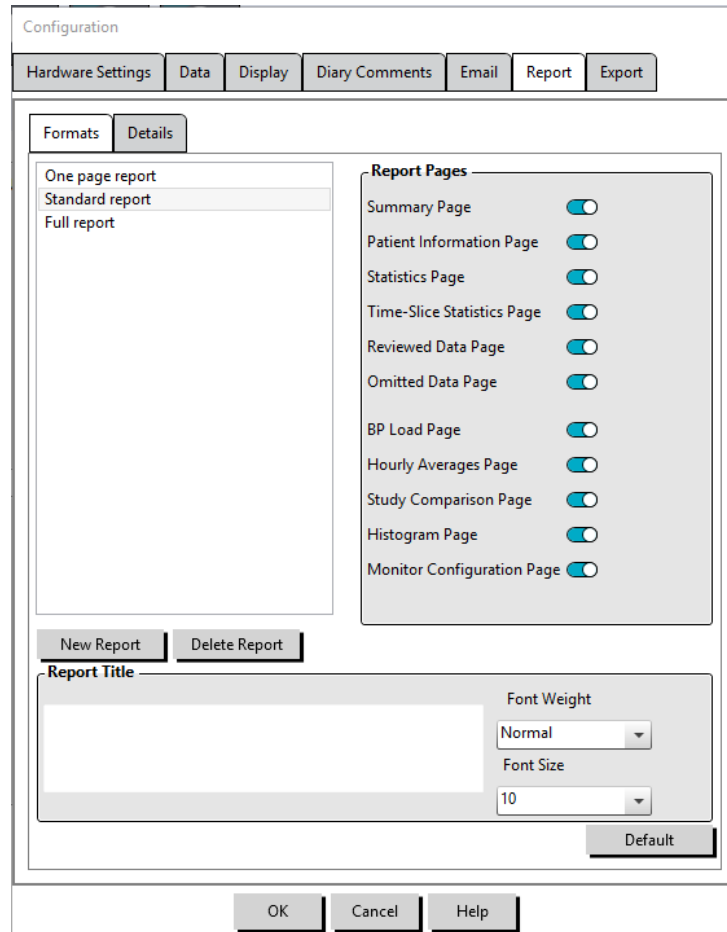 Configuration
Hardware Settings Data Display Diary Comments Email Report Export
Formats Details
One page report
Standard report
Full report
Report Pages
Summary Page
Patient Information Page
Statistics Page
Time-Slice Statistics Page
Reviewed Data Page
Omitted Data Page
BP Load Page
Hourly Averages Page
Study Comparison Page
Histogram Page
Monitor Configuration Page
New Report Delete Report
Report Title
Font Weight
Normal
Font Size
10
Default
OK Cancel Help